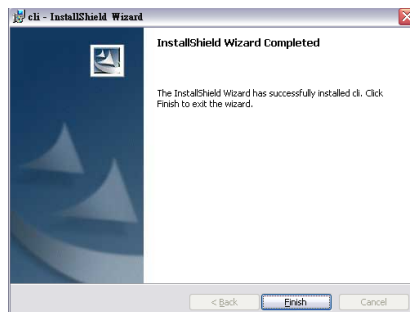 cli - InstallShield Wizard
InstallShield Wizard Completed
The InstallShield Wizard has successfully installed cli. Click
Finish to exit the wizard.
< Back
Finish
Cancel